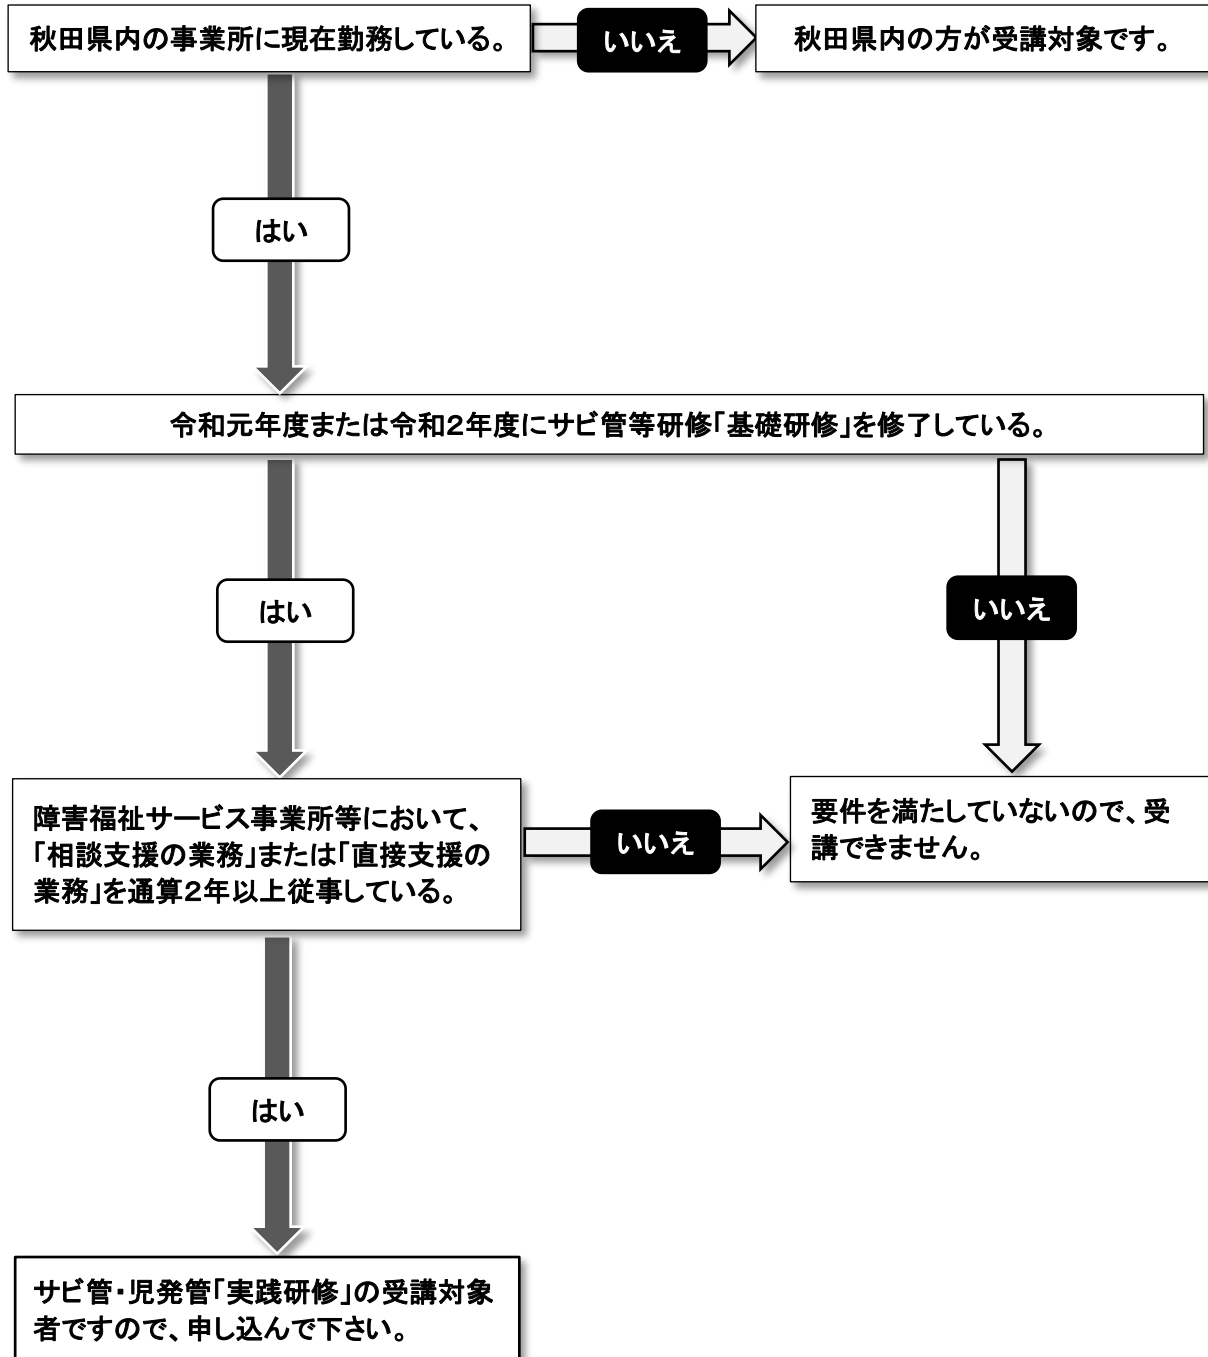 秋田県内の事業所に現在勤務している。
いいえ
秋田県内の方が受講対象です。
はい
令和元年度または令和２年度にサビ管等研修「基礎研修」を修了している。
はい
いいえ
障害福祉サービス事業所等において、
「相談支援の業務」または「直接支援の
業務」を通算２年以上従事している。
いいえ
要件を満たしていないので、受
講できません。
はい
サビ管・児発管「実践研修」の受講対象
者ですので、申し込んで下さい。